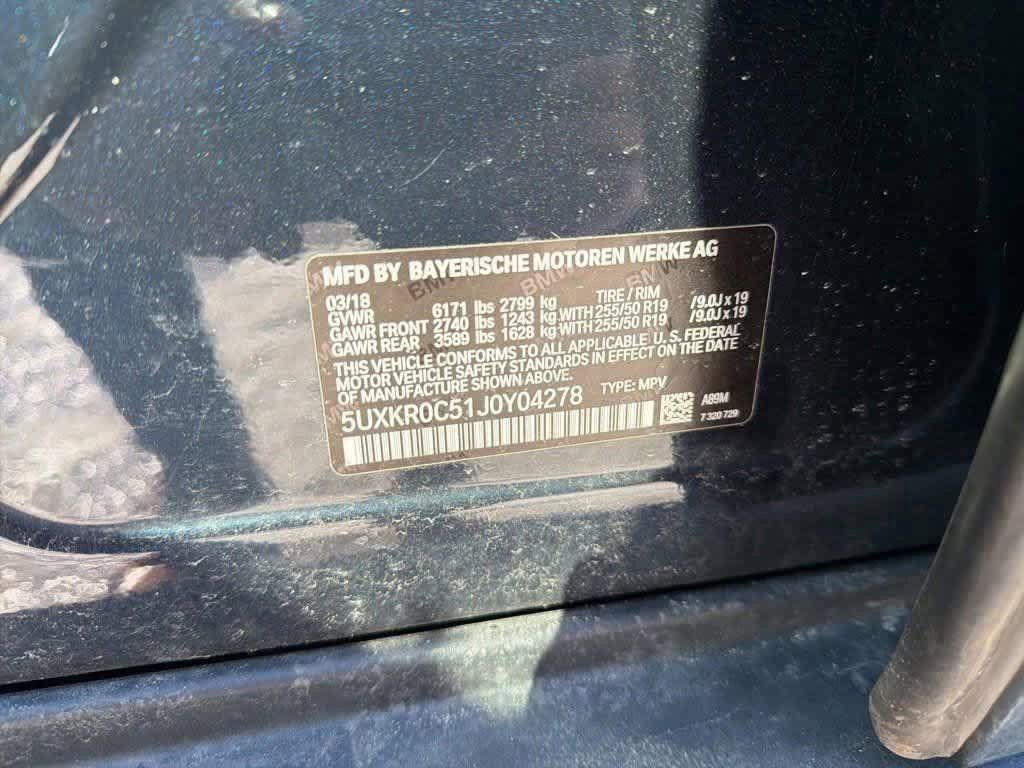 MFD BY BAYERISCHE MOTOREN WERKE AG
03/18 TIRE / RIM
GVWR 6171 lbs 2799 kg
GAWR FRONT 2740 lbs 1243 kg WITH 255/50 R19 /9.0J x 19
GAWR REAR 3589 lbs 1628 kg WITH 255/50 R19 /9.0J x 19
THIS VEHICLE CONFORMS TO ALL APPLICABLE U. S. FEDERAL
MOTOR VEHICLE SAFETY STANDARDS IN EFFECT ON THE DATE
OF MANUFACTURE SHOWN ABOVE.
5UXKR0C51J0Y04278 TYPE: MPV
A89M
7 320 729
BMW
BMW
BMW